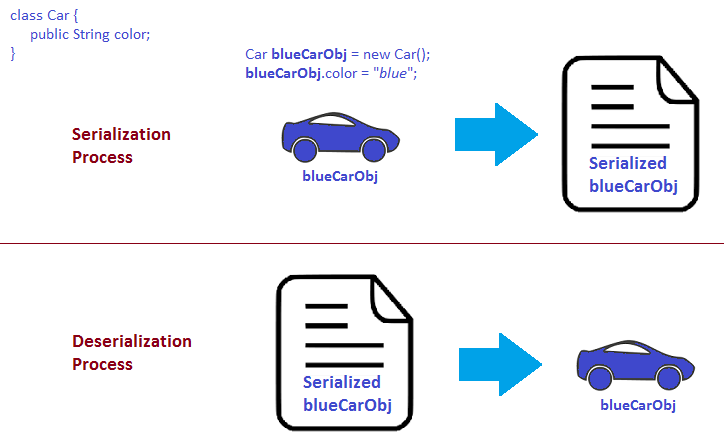 class Car {
public String color;
}
Car blueCarObj = new Car();
blueCarObj.color = "blue";
Serialization
Process
blueCarObj
Serialized
blueCarObj
Deserialization
Process
Serialized
blueCarObj
blueCarObj